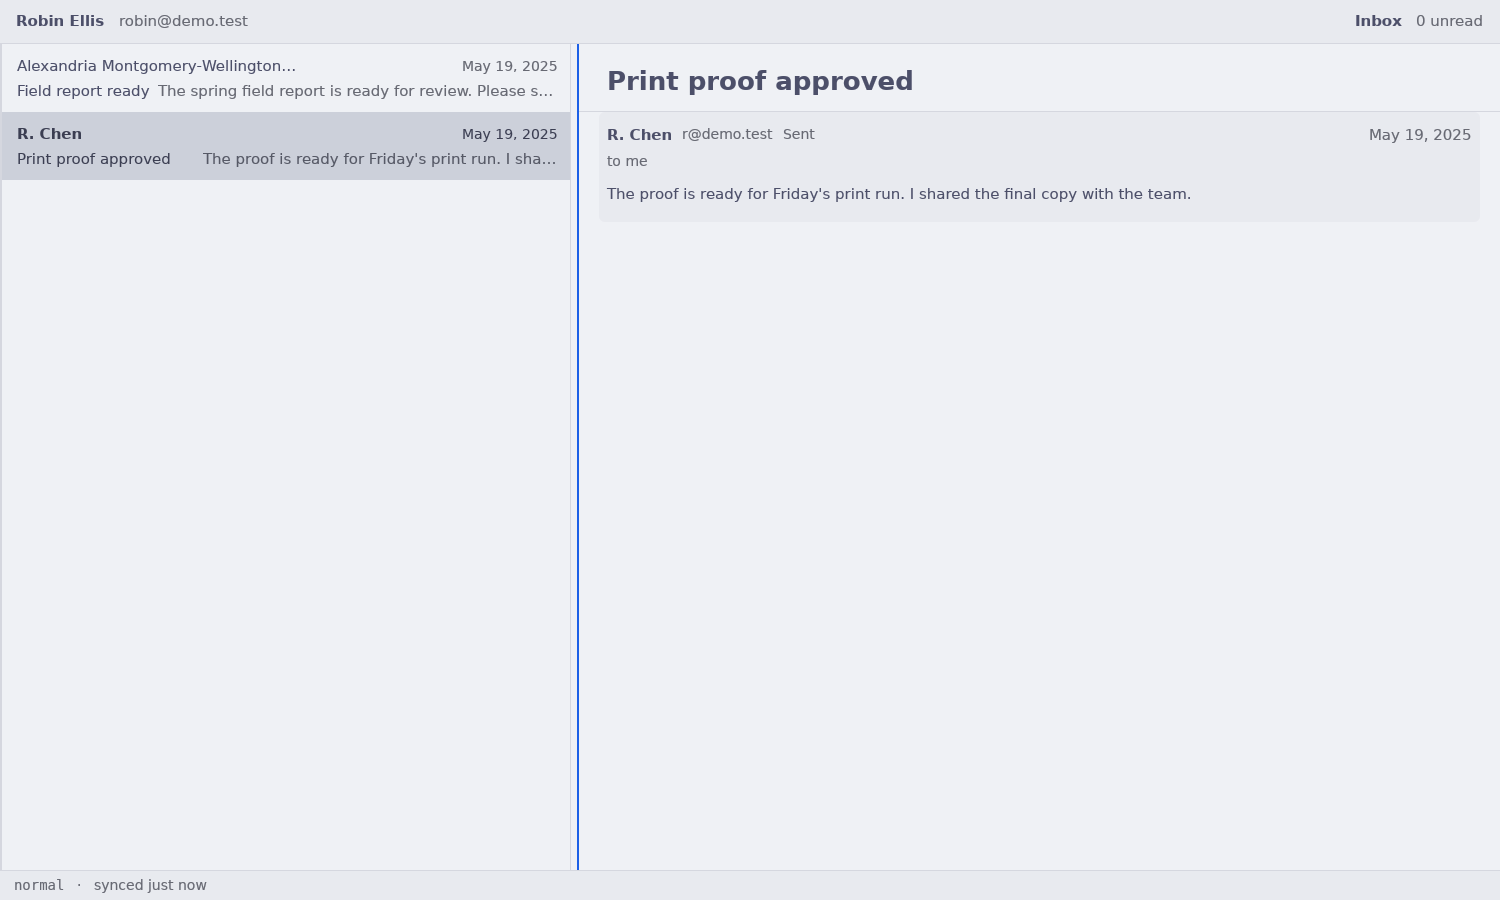 Robin Ellis robin@demo.test
Inbox 0 unread
Alexandria Montgomery-Wellington… May 19, 2025
Field report ready The spring field report is ready for review. Please s…
R. Chen May 19, 2025
Print proof approved The proof is ready for Friday's print run. I sha…
Print proof approved
R. Chen r@demo.test Sent May 19, 2025
to me
The proof is ready for Friday's print run. I shared the final copy with the team.
normal · synced just now